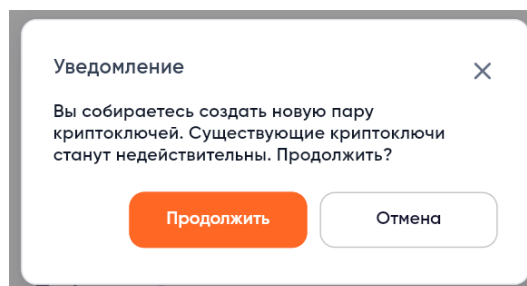 Уведомление
Вы собираетесь создать новую пару
криптоключей. Существующие криптоключи
станут недействительны. Продолжить?
Продолжить
Отмена